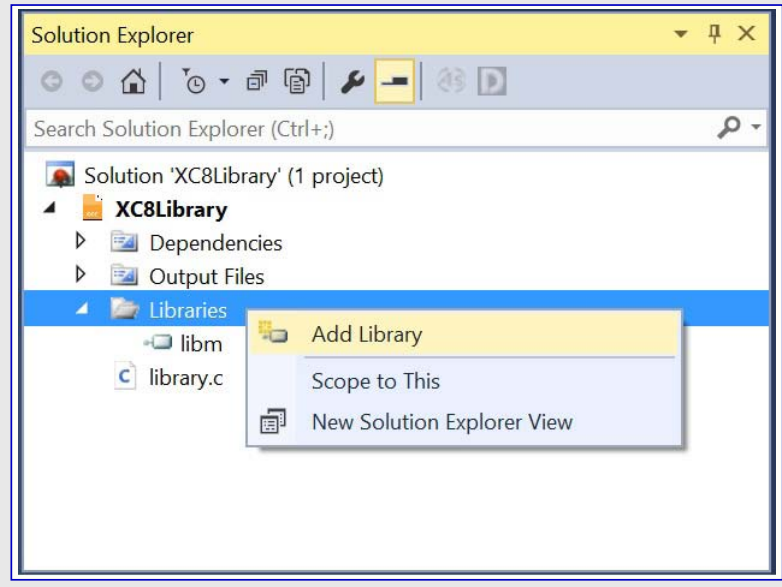 Solution Explorer
Search Solution Explorer (Ctrl+;)
Solution 'XC8Library' (1 project)
XC8Library
Dependencies
Output Files
Libraries
Add Library
libm
library.c
Scope to This
New Solution Explorer View